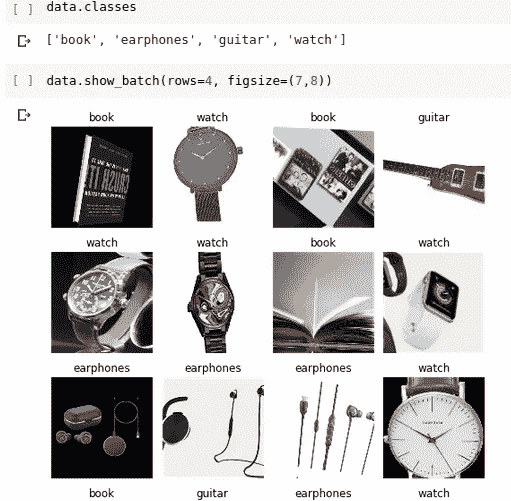 [ ] data.classes
['book', 'earphones', 'guitar', 'watch']
[ ] data.show_batch(rows=4, figsize=(7,8))
book watch book guitar
watch watch book watch
earphones earphones earphones watch
book guitar earphones watch